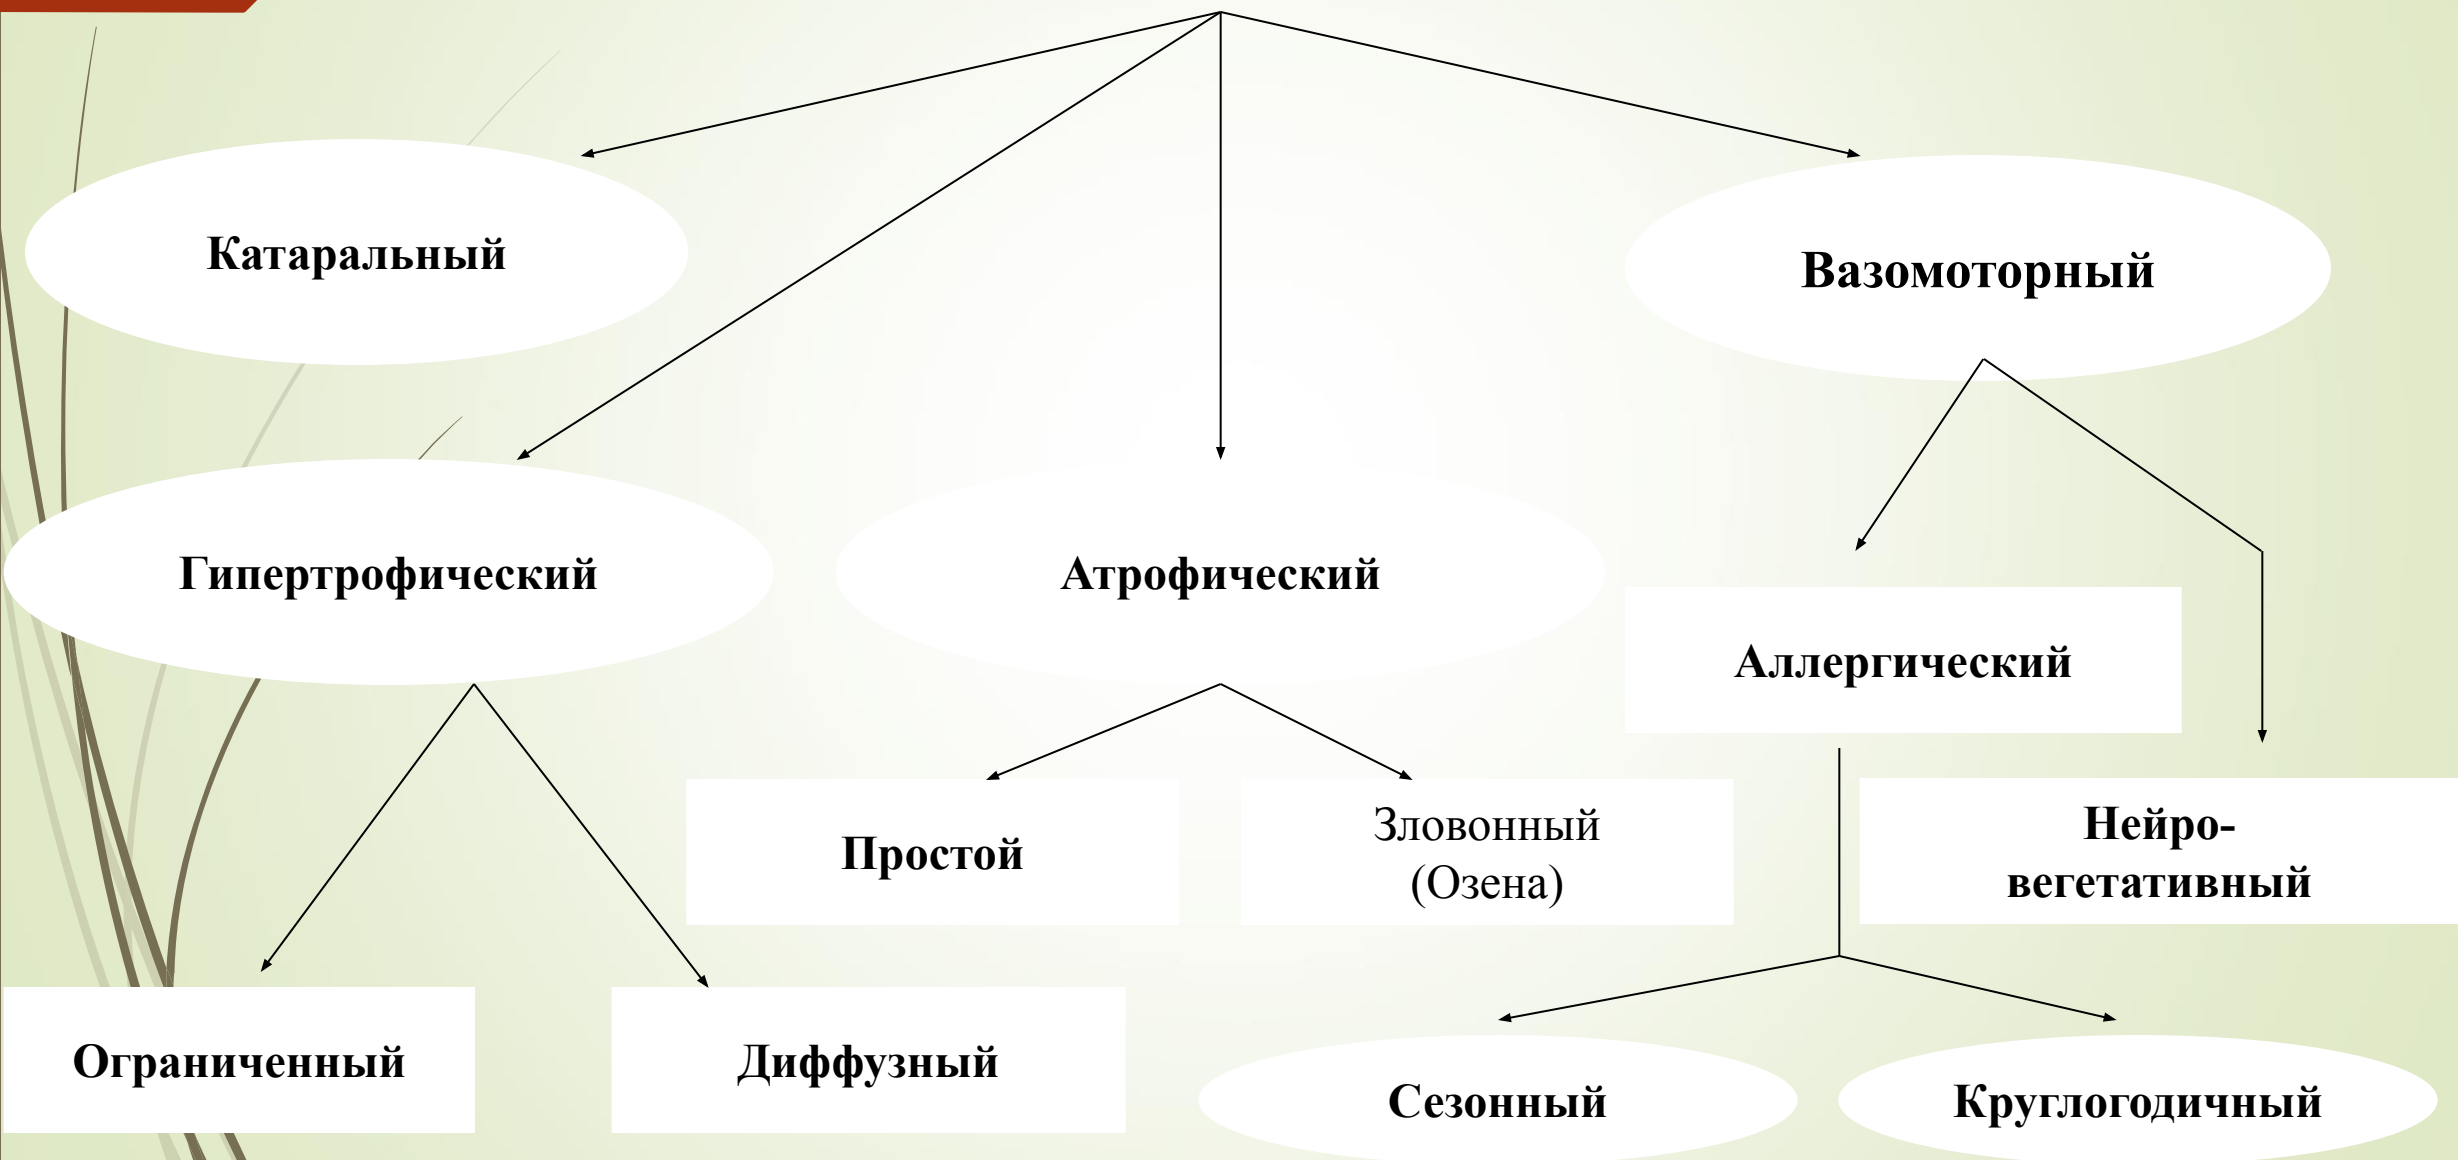 Катаральный
Вазомоторный
Гипертрофический
Атрофический
Аллергический
Простой
Зловонный
(Озена)
Нейро-
вегетативный
Ограниченный
Диффузный
Сезонный
Круглогодичный